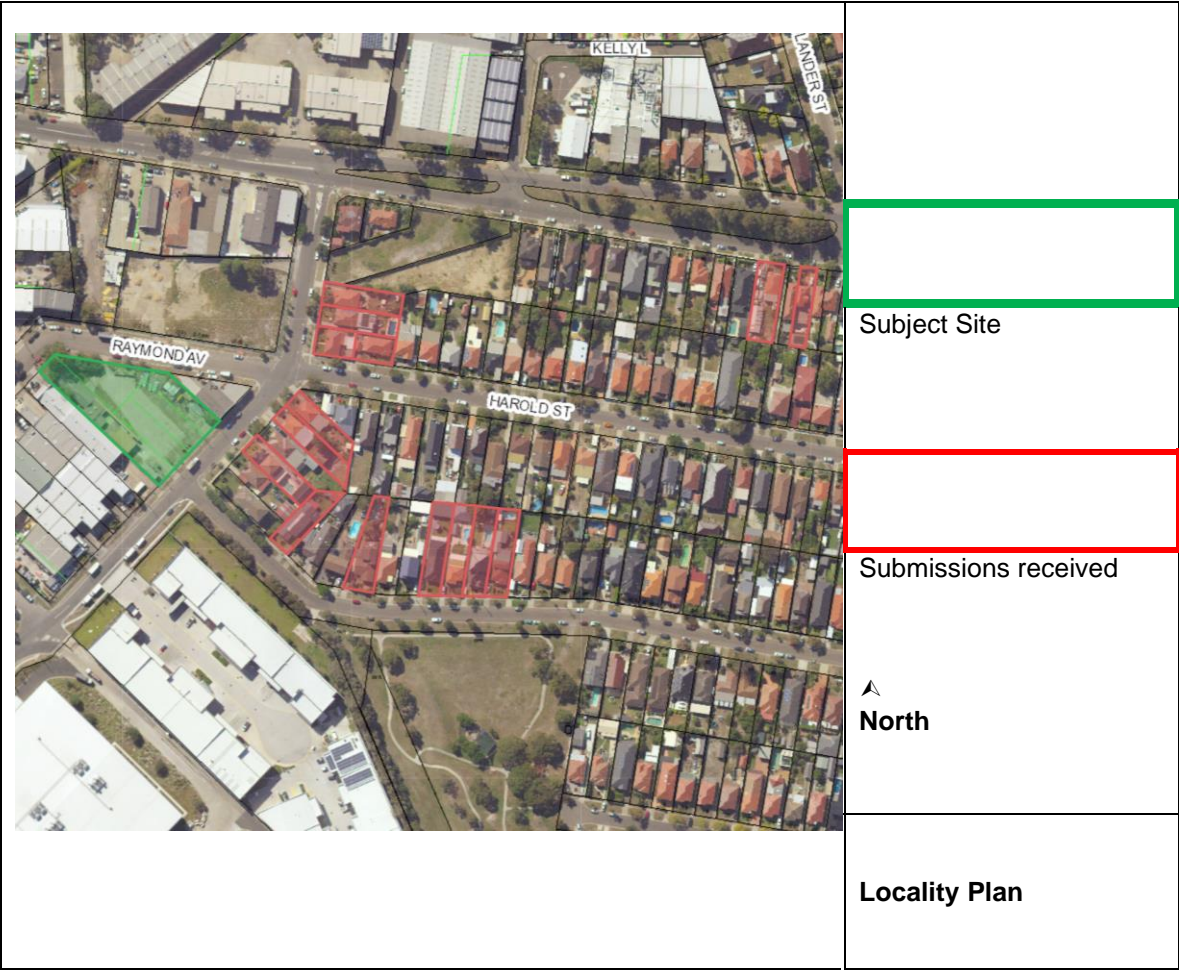 KELLY L
LANDER ST
RAYMOND AV
HAROLD ST
Subject Site
Submissions received
North
Locality Plan